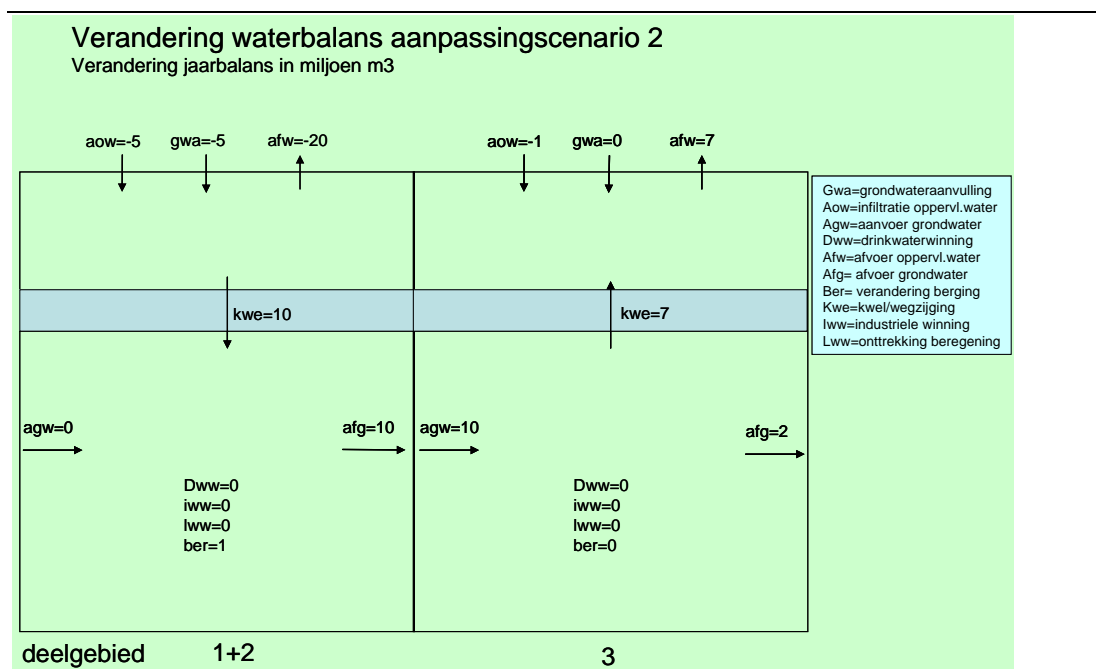 Verandering waterbalans aanpassingscenario 2
Verandering jaarbalans in miljoen m3
aow=-5 gwa=-5 afw=-20 aow=-1 gwa=0 afw=7
Gwa=grondwateraanvulling
Aow=infiltratie oppervl.water
Agw=aanvoer grondwater
Dww=drinkwaterwinning
Afw=afvoer oppervl.water
Afg= afvoer grondwater
Ber= verandering berging
Kwe=kwel/wegzijging
Iww=industriele winning
Lww=onttrekking beregening
kwe=10 kwe=7
agw=0 afg=10 agw=10 afg=2
Dww=0 Dww=0
iww=0 iww=0
lww=0 lww=0
ber=1 ber=0
deelgebied 1+2 3